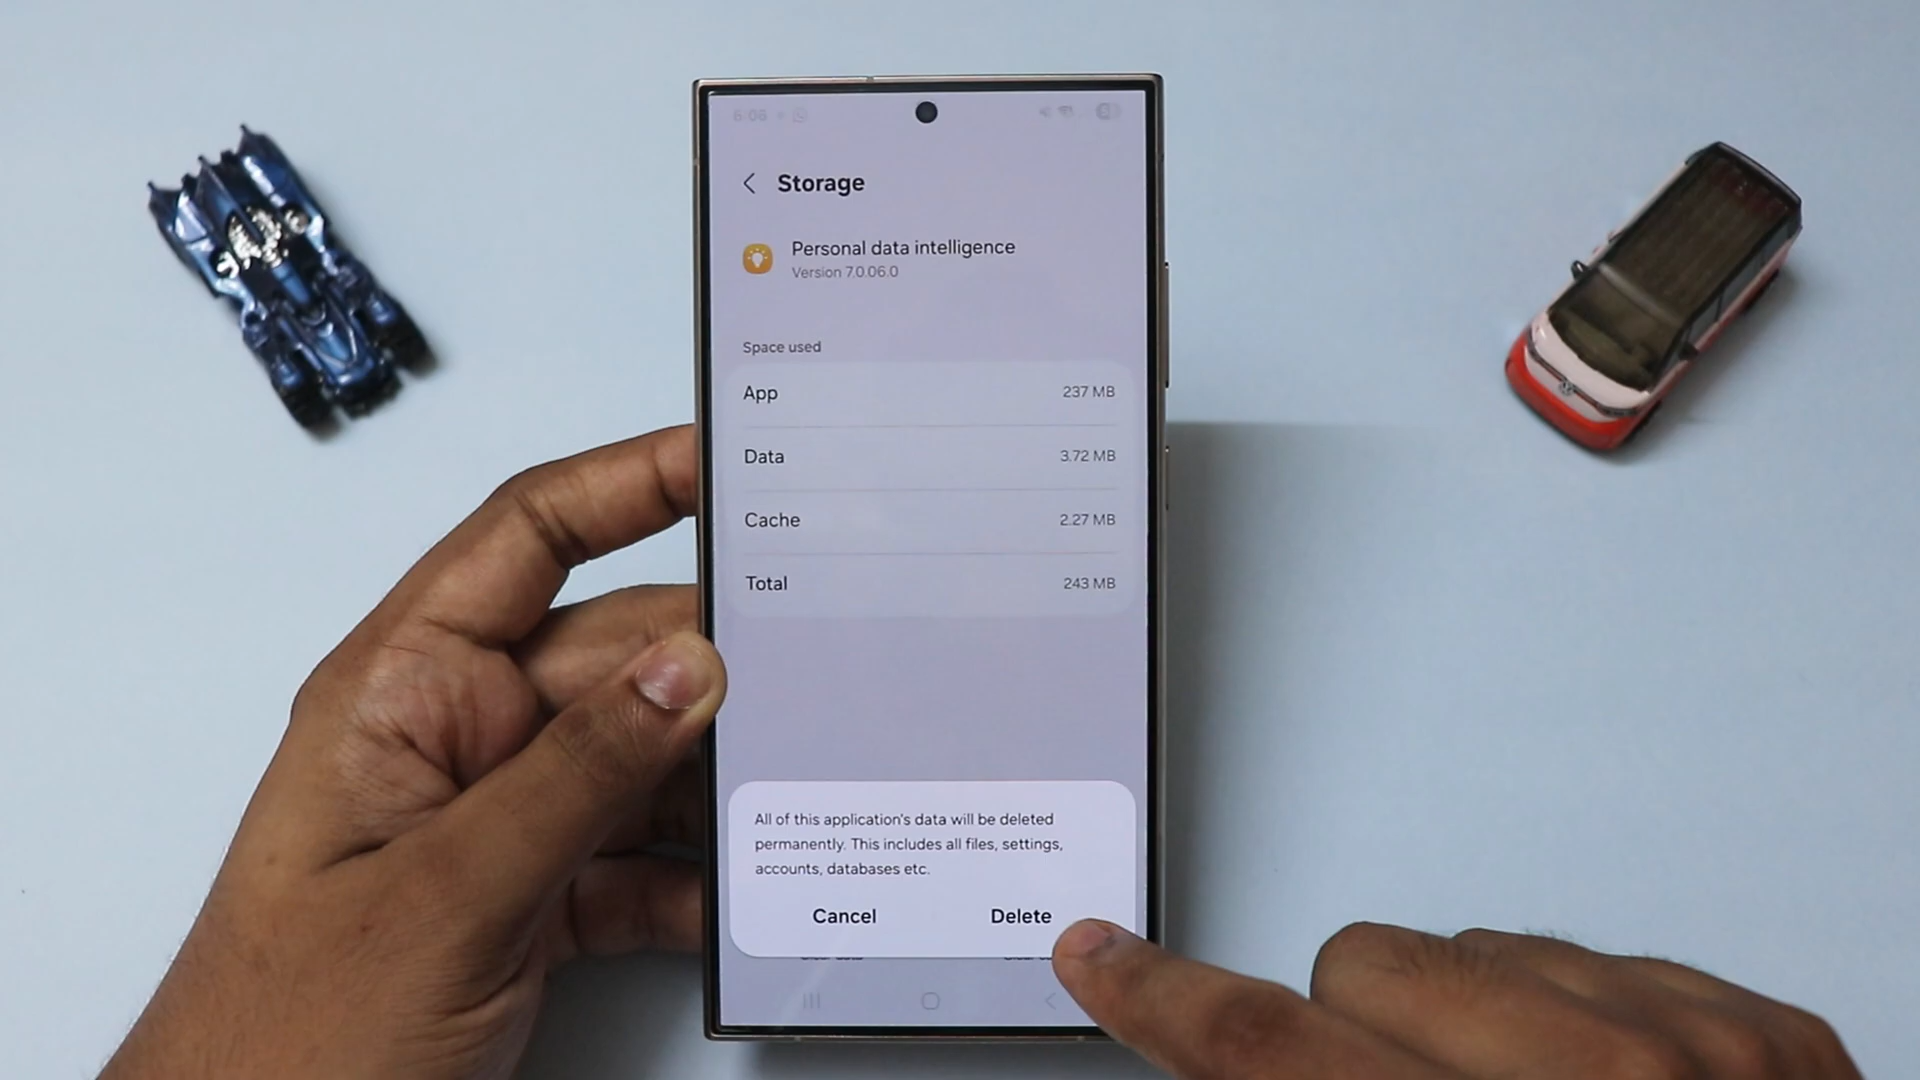 6:06
Storage
Personal data intelligence
Version 7.0.06.0
Space used
App 237 MB
Data 3.72 MB
Cache 2.27 MB
Total 243 MB
All of this application's data will be deleted
permanently. This includes all files, settings,
accounts, databases etc.
Cancel Delete